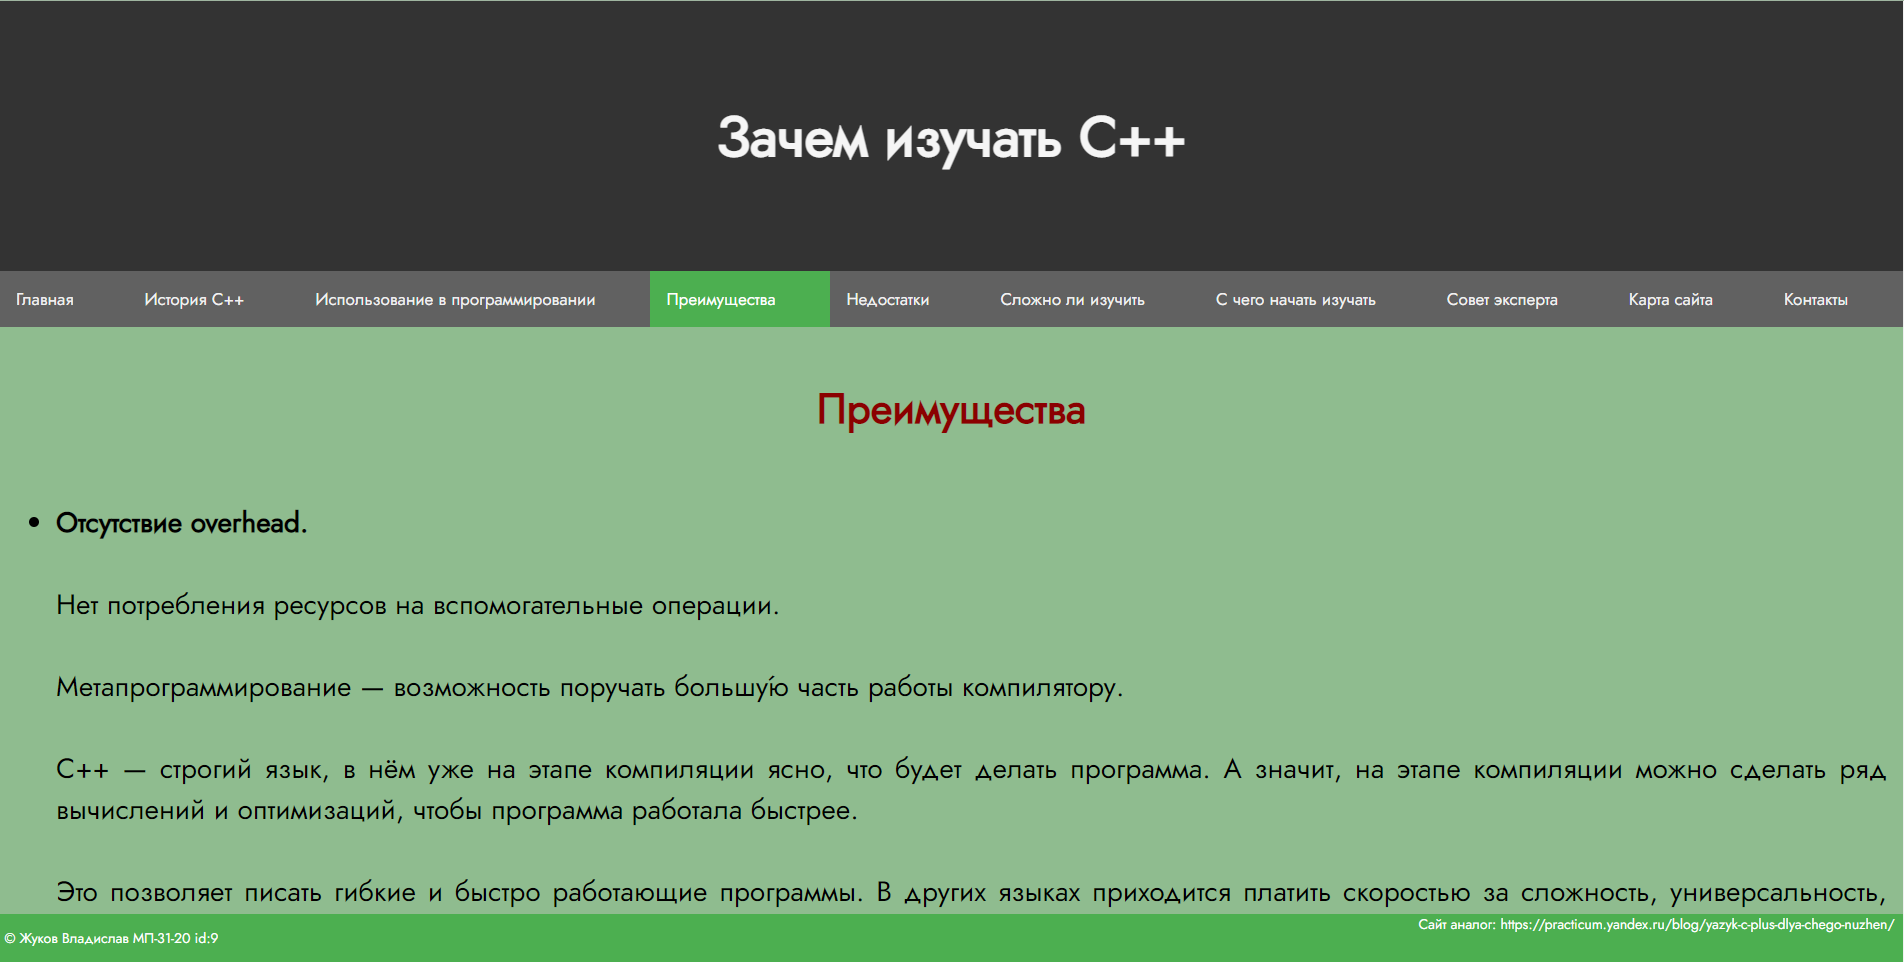 Зачем изучать C++
Главная История C++ Использование в программировании Преимущества Недостатки Сложно ли изучить С чего начать изучать Совет эксперта Карта сайта Контакты
Преимущества
• Отсутствие overhead.
Нет потребления ресурсов на вспомогательные операции.
Метапрограммирование — возможность поручать большу́ю часть работы компилятору.
C++ — строгий язык, в нём уже на этапе компиляции ясно, что будет делать программа. А значит, на этапе компиляции можно сделать ряд
вычислений и оптимизаций, чтобы программа работала быстрее.
Это позволяет писать гибкие и быстро работающие программы. В других языках приходится платить скоростью за сложность, универсальность,
Сайт аналог: https://practicum.yandex.ru/blog/yazyk-c-plus-dlya-chego-nuzhen/
© Жуков Владислав МП-31-20 id:9